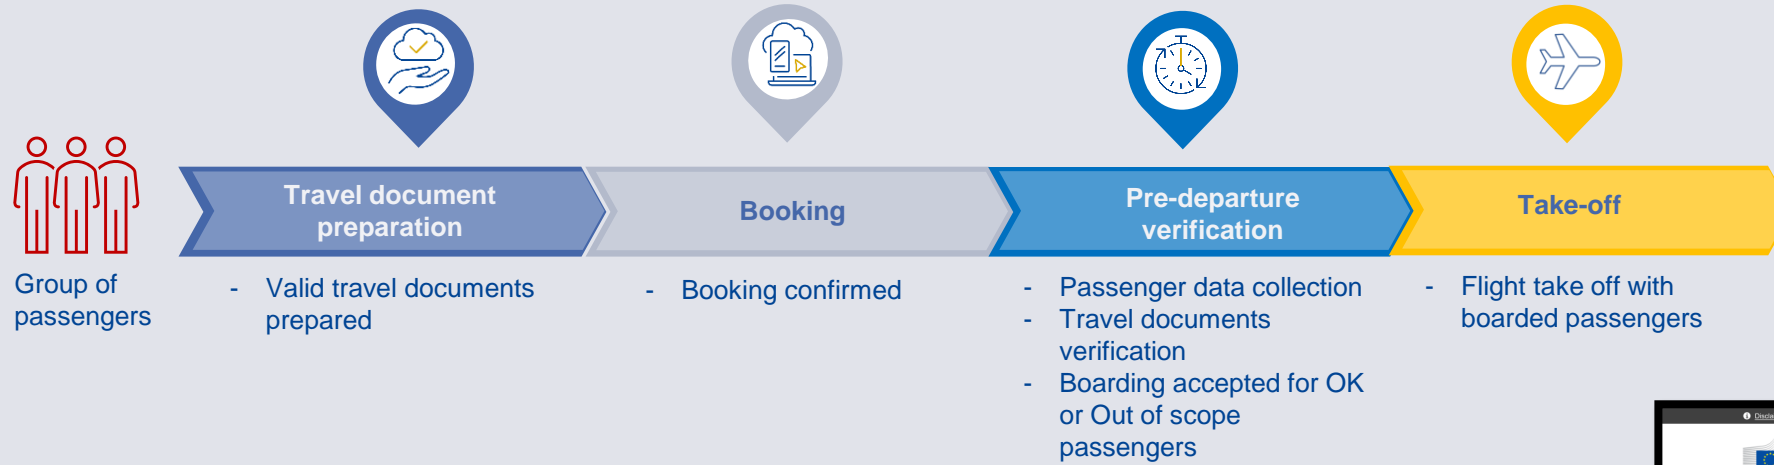 Group of
passengers
Travel document
preparation
- Valid travel documents
prepared
Booking
- Booking confirmed
Pre-departure
verification
- Passenger data collection
- Travel documents
verification
- Boarding accepted for OK
or Out of scope
passengers
Take-off
- Flight take off with
boarded passengers